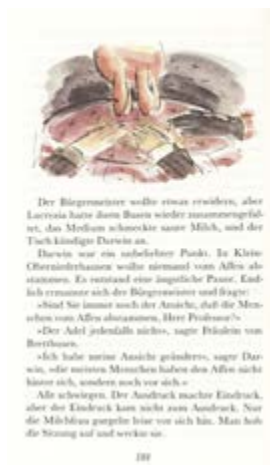 Der Bürgermeister wollte etwas erwidern, aber
Lucrezia hatte ihren Busen wieder zusammengefal-
tet, das Medium schmeckte saure Milch, und der
Tisch kündigte Darwin an.
Darwin war ein unbeliebter Punkt. In Klein-
Oberniederhausen wollte niemand vom Affen ab-
stammen. Es entstand eine ängstliche Pause. End-
lich ermannte sich der Bürgermeister und fragte:
»Sind Sie immer noch der Ansicht, daß die Men-
schen vom Affen abstammen, Herr Professor?«
»Der Adel jedenfalls nicht«, sagte Fräulein von
»Ich habe meine Ansicht geändert«, sagte Dar-
win, »die meisten Menschen haben den Affen nicht
hinter sich, sondern noch vor sich.«
Alle schwiegen. Der Ausdruck machte Eindruck,
aber der Eindruck kam nicht zum Ausdruck. Nur
die Milchfrau gurgelte leise vor sich hin. Man hob
die Sitzung auf und weckte sie.